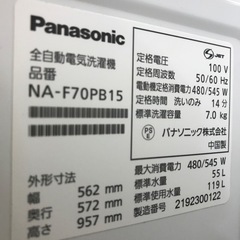 Panasonic
全自動電気洗濯機
品番
NA-F70PB15
外形寸法
幅 562 mm
奥行 572 mm
高さ 957 mm
JET
定格電圧 100 V
定格周波数 50/60 Hz
電動機定格消費電力 480/545 W
定格時間 洗いのみ 14 分
標準洗濯容量 7.0 kg
PS
E
パナソニック株式会社
中国製
最大消費電力 480/545 W
標準水量 55 L
標準使用水量 119 L
製造番号 2192300122